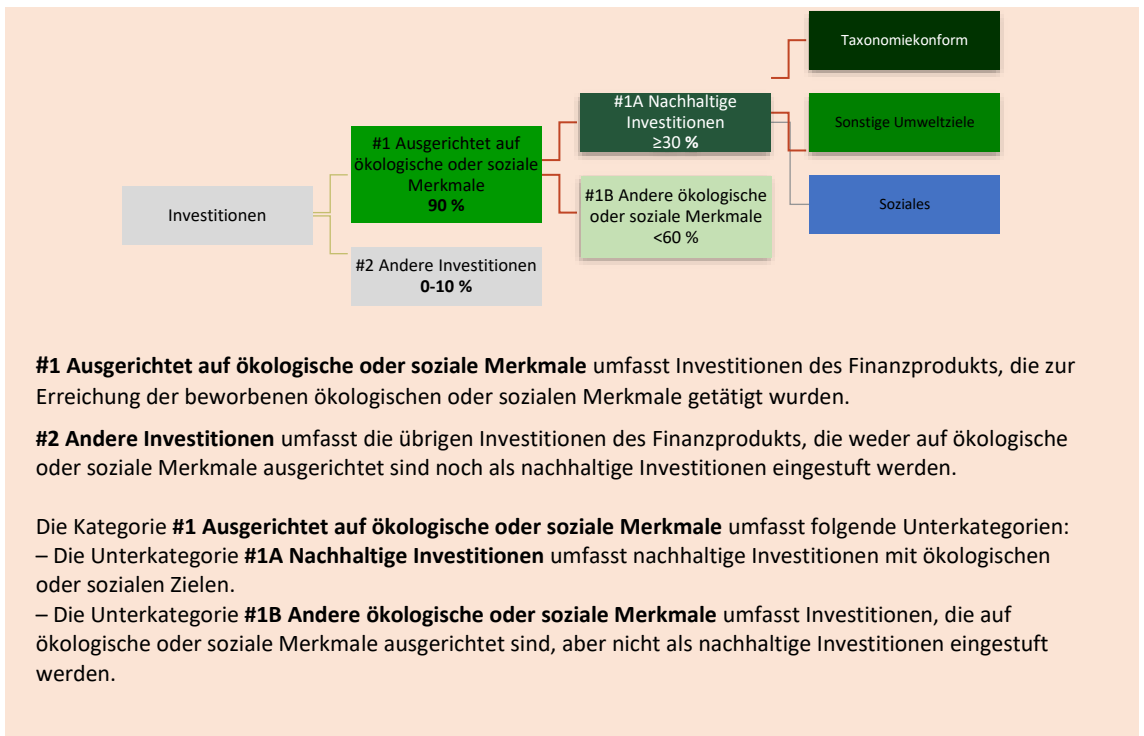 Taxonomiekonform
#1A Nachhaltige
Investitionen
≥30 %
Sonstige Umweltziele
#1 Ausgerichtet auf
ökologische oder soziale
Merkmale
90 %
#1B Andere ökologische
oder soziale Merkmale
<60 %
Soziales
Investitionen
#2 Andere Investitionen
0-10 %
#1 Ausgerichtet auf ökologische oder soziale Merkmale umfasst Investitionen des Finanzprodukts, die zur
Erreichung der beworbenen ökologischen oder sozialen Merkmale getätigt wurden.
#2 Andere Investitionen umfasst die übrigen Investitionen des Finanzprodukts, die weder auf ökologische
oder soziale Merkmale ausgerichtet sind noch als nachhaltige Investitionen eingestuft werden.
Die Kategorie #1 Ausgerichtet auf ökologische oder soziale Merkmale umfasst folgende Unterkategorien:
– Die Unterkategorie #1A Nachhaltige Investitionen umfasst nachhaltige Investitionen mit ökologischen
oder sozialen Zielen.
– Die Unterkategorie #1B Andere ökologische oder soziale Merkmale umfasst Investitionen, die auf
ökologische oder soziale Merkmale ausgerichtet sind, aber nicht als nachhaltige Investitionen eingestuft
werden.